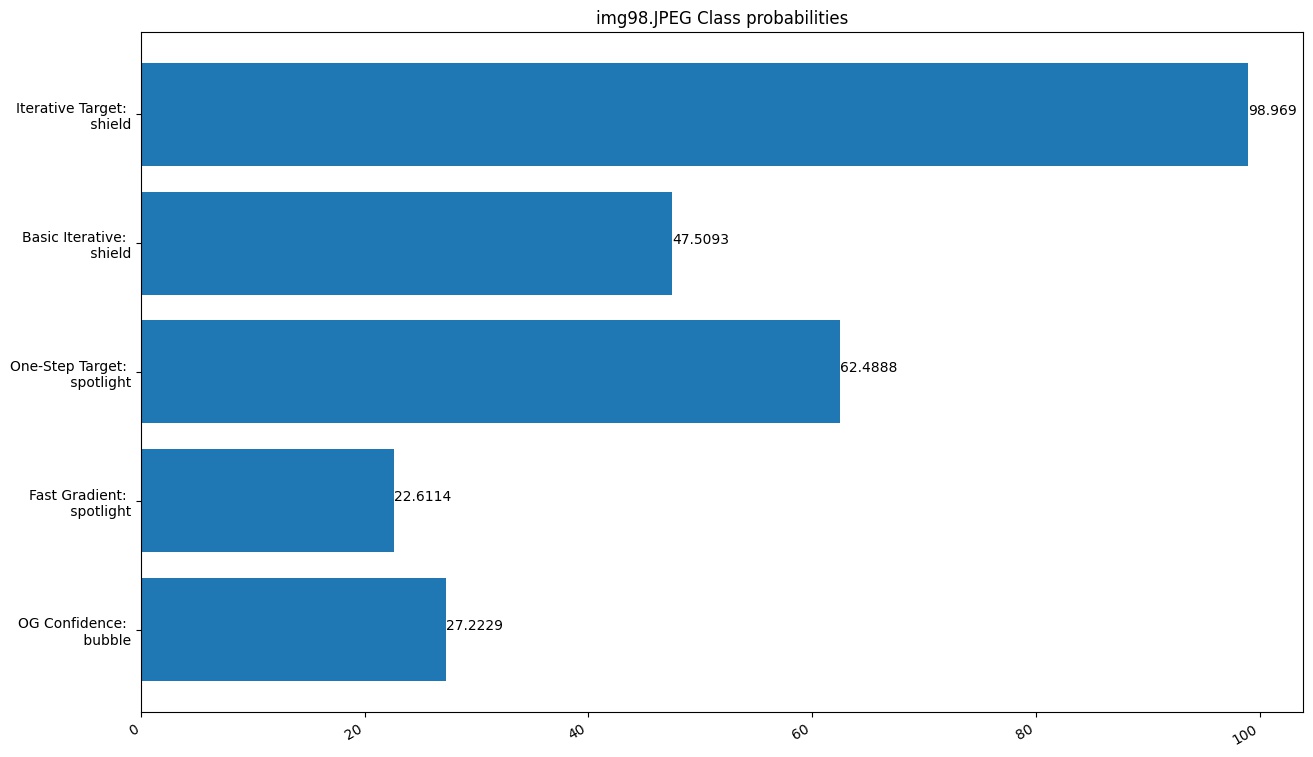 img98.JPEG Class probabilities
Iterative Target:
shield
98.969
Basic Iterative:
shield
47.5093
One-Step Target:
spotlight
62.4888
Fast Gradient:
spotlight
22.6114
OG Confidence:
bubble
27.2229
0
20
40
60
80
100